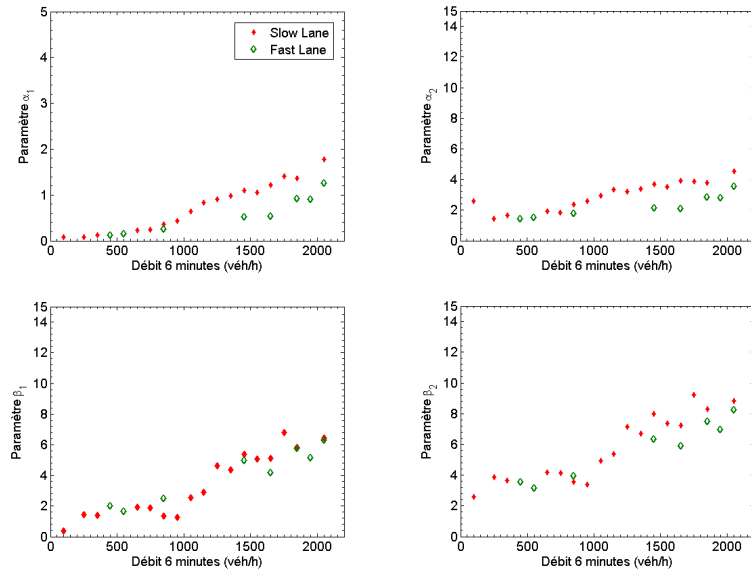 5
4
3
2
1
0
0 500 1000 1500 2000
Paramètre α1
Débit 6 minutes (véh/h)
Slow Lane
Fast Lane
15
14
12
10
8
6
4
2
0
0 500 1000 1500 2000
Paramètre α2
Débit 6 minutes (véh/h)
15
14
12
10
8
6
4
2
0
0 500 1000 1500 2000
Paramètre β1
Débit 6 minutes (véh/h)
15
14
12
10
8
6
4
2
0
0 500 1000 1500 2000
Paramètre β2
Débit 6 minutes (véh/h)